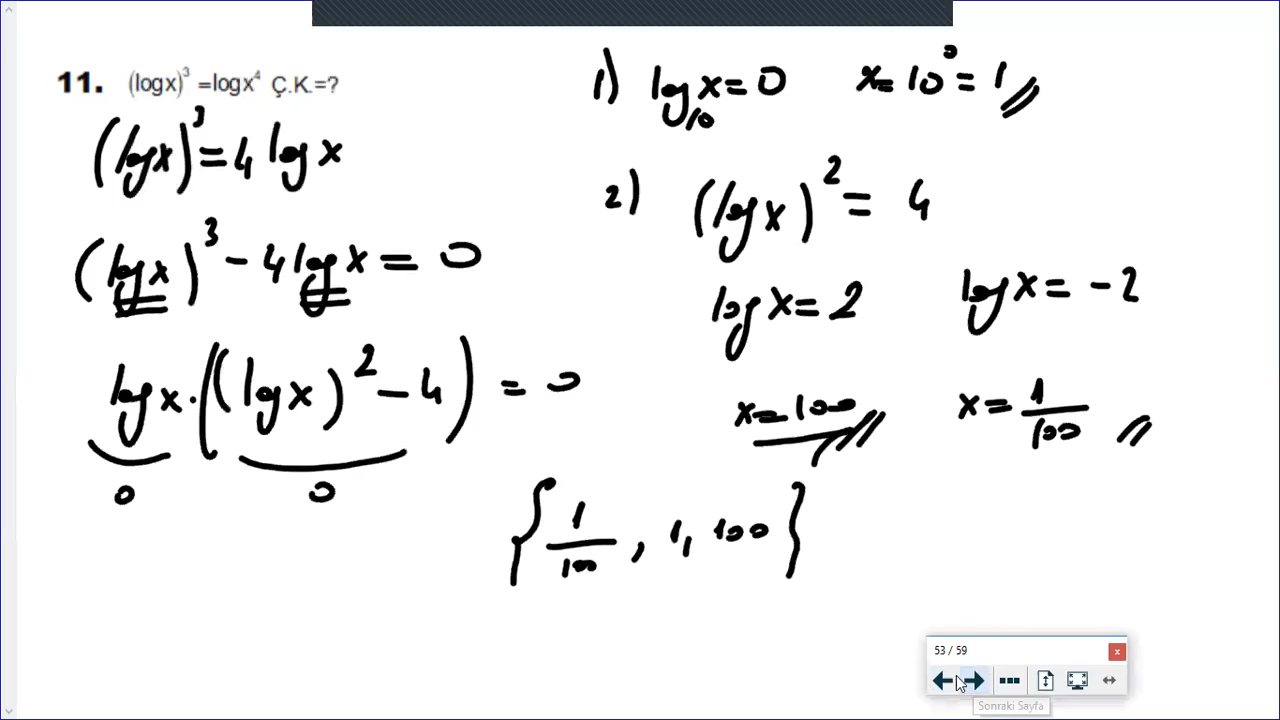 11. (logx)³ =logx⁴ Ç.K.=?
(logx)³ = 4 log x
(logx)³ - 4 logx = 0
logx · ((logx)² - 4) = 0
0 0
1) log₁₀x = 0 x = 10⁰ = 1
2) (logx)² = 4
logx = 2 logx = -2
x = 100 x = 1/100
{1/100, 1, 100}
53 / 59
x
Sonraki Sayfa